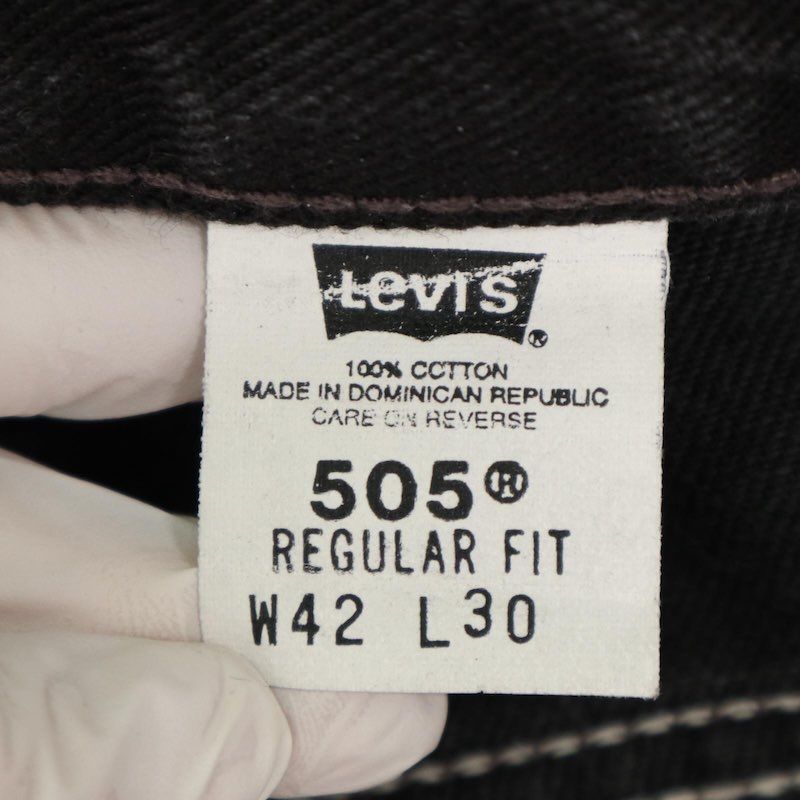 Levi's®
100% COTTON
MADE IN DOMINICAN REPUBLIC
CARE ON REVERSE
505®
REGULAR FIT
W42 L30